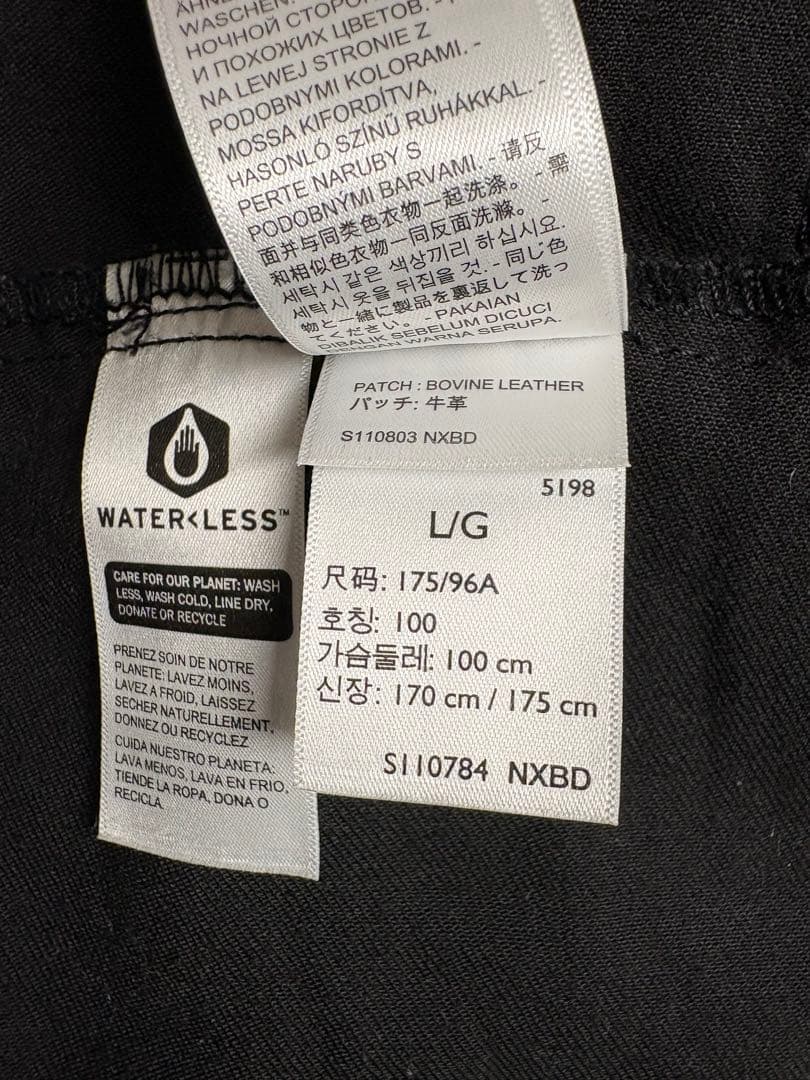 ÄHNL
WASCHEN.
НОЧНОЙ СТОРОН
И ПОХОЖИХ ЦВЕТОВ. -
NA LEWEJ STRONIE Z
PODOBNYMI KOLORAMI. -
MOSSA KIFORDÍTVA,
HASONLÓ SZÍNŰ RUHÁKKAL. -
PERTE NARUBY S
PODOBNÝMI BARVAMI. - 请反
面并与同类色衣物一起洗涤。 - 需
和相似色衣物一同反面洗滌。 -
세탁시 같은 색상끼리 하십시요.
세탁시 옷을 뒤집을 것. - 同じ色
物と一緒に製品を裏返して洗っ
てください。 - PAKAIAN
DIBALIK SEBELUM DICUCI
DENGAN WARNA SERUPA.
PATCH : BOVINE LEATHER
パッチ: 牛革
S110803 NXBD
WATER<LESS™
CARE FOR OUR PLANET: WASH
LESS, WASH COLD, LINE DRY,
DONATE OR RECYCLE
PRENEZ SOIN DE NOTRE
PLANETE: LAVEZ MOINS,
LAVEZ A FROID, LAISSEZ
SECHER NATURELLEMENT,
DONNEZ OU RECYCLEZ
CUIDA NUESTRO PLANETA:
LAVA MENOS, LAVA EN FRIO,
TIENDE LA ROPA, DONA O
RECICLA.
5198
L/G
尺码: 175/96A
호칭: 100
가슴둘레: 100 cm
신장: 170 cm / 175 cm
S110784 NXBD